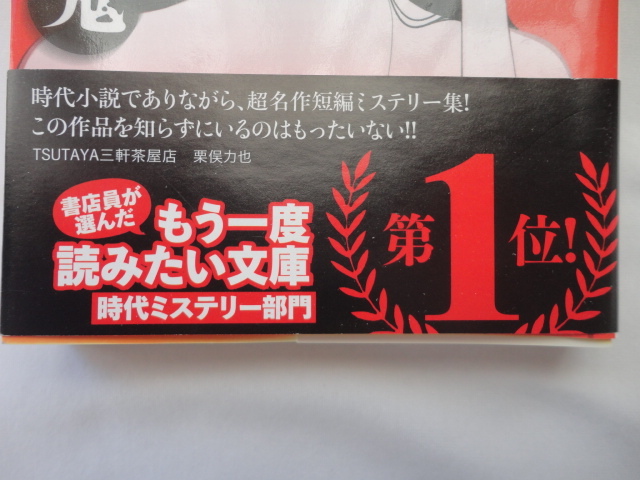 鬼
時代小説でありながら、超名作短編ミステリー集!
この作品を知らずにいるのはもったいない!!
TSUTAYA三軒茶屋店 栗俣力也
書店員が
選んだ
もう一度
読みたい文庫
時代ミステリー部門
第1位!